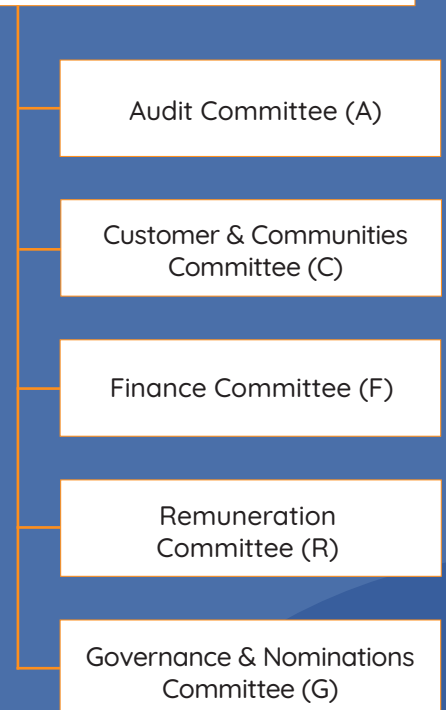 Audit Committee (A)
Customer & Communities
Committee (C)
Finance Committee (F)
Remuneration
Committee (R)
Governance & Nominations
Committee (G)